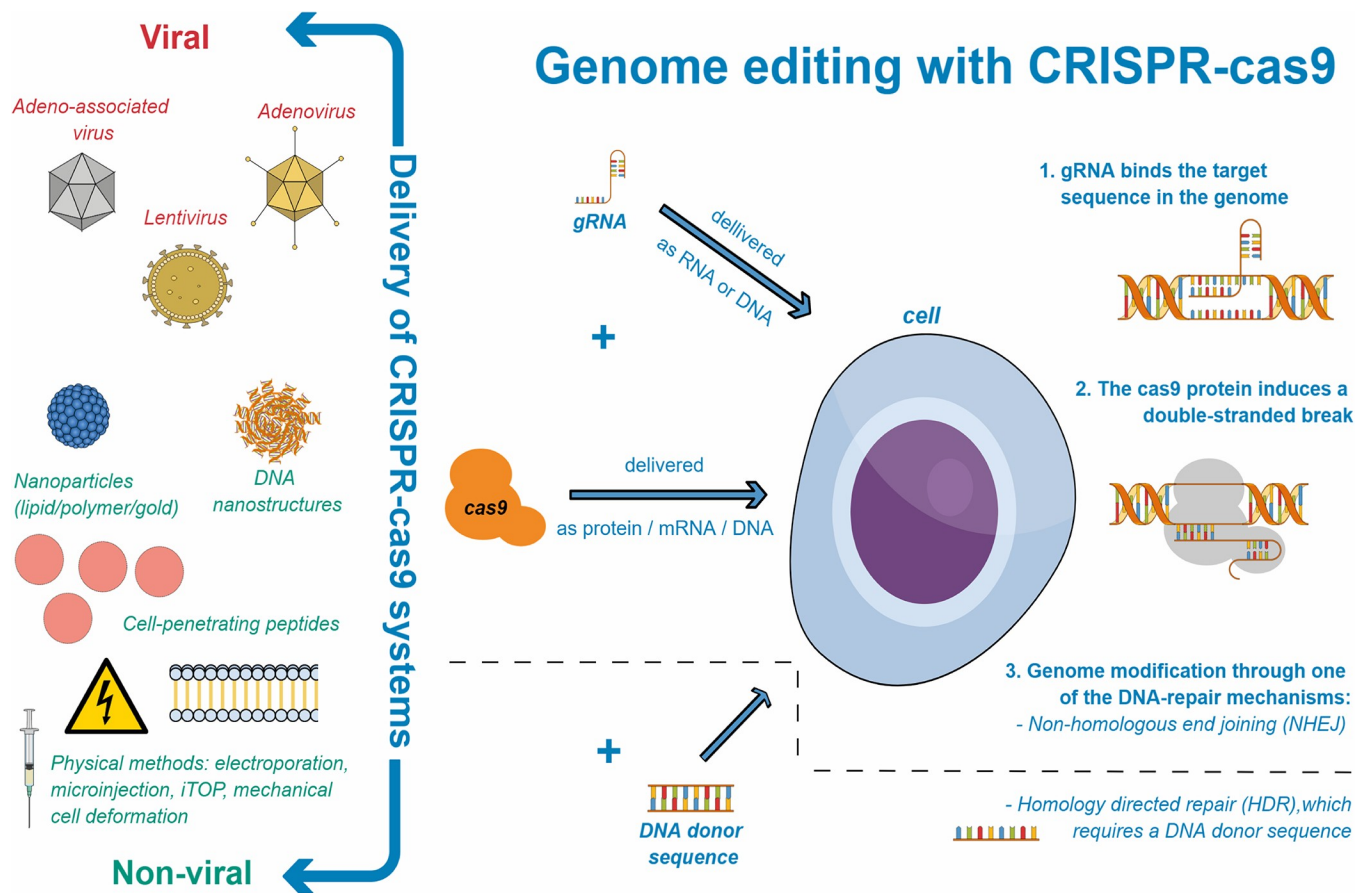 Genome editing with CRISPR-cas9
Viral
Adeno-associated
virus
Adenovirus
Lentivirus
Delivery of CRISPR-cas9 systems
Nanoparticles
(lipid/polymer/gold)
DNA
nanostructures
Cell-penetrating peptides
Physical methods: electroporation,
microinjection, iTOP, mechanical
cell deformation
Non-viral
gRNA
dellivered
as RNA or DNA
+
cas9
delivered
as protein / mRNA / DNA
cell
+
DNA donor
sequence
1. gRNA binds the target
sequence in the genome
2. The cas9 protein induces a
double-stranded break
3. Genome modification through one
of the DNA-repair mechanisms:
- Non-homologous end joining (NHEJ)
- Homology directed repair (HDR),which
requires a DNA donor sequence